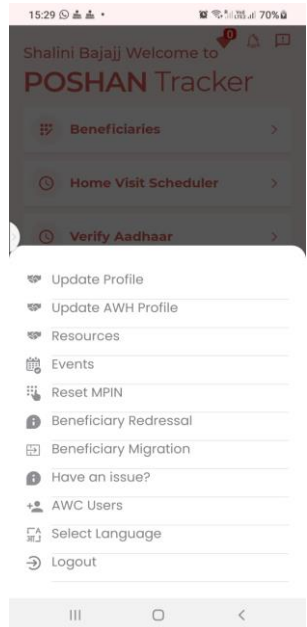 15:29
70%
Shalini Bajajj Welcome to
0
POSHAN Tracker
Beneficiaries
Home Visit Scheduler
Verify Aadhaar
Update Profile
Update AWH Profile
Resources
Events
Reset MPIN
Beneficiary Redressal
Beneficiary Migration
Have an issue?
AWC Users
Select Language
Logout